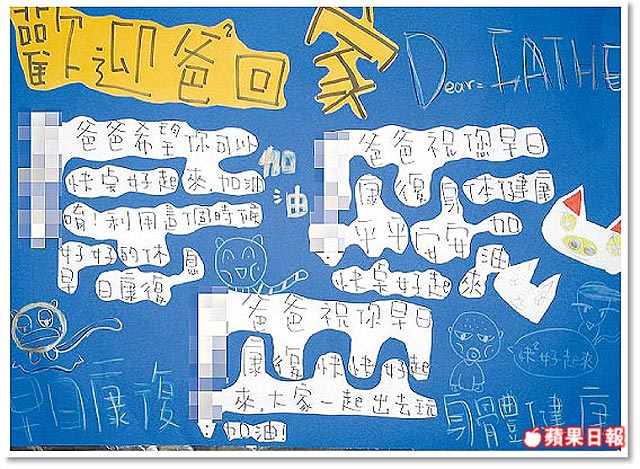 歡迎爸²回家
Dear= FATHE
爸爸希望你可以
快奌好起來,加油
唷!利用這個時候
好好的休息
早日康復
加油
爸爸祝您早日
康復身体健康
平平安安
加油
快奌好起來
爸爸祝你早日
康復快快好起
來,大家一起出去玩
加油!
快²好起來
早日康復
身體健康
蘋果日報